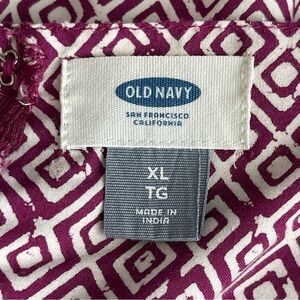 OLD NAVY
SAN FRANCISCO
CALIFORNIA
XL
TG
MADE IN
INDIA